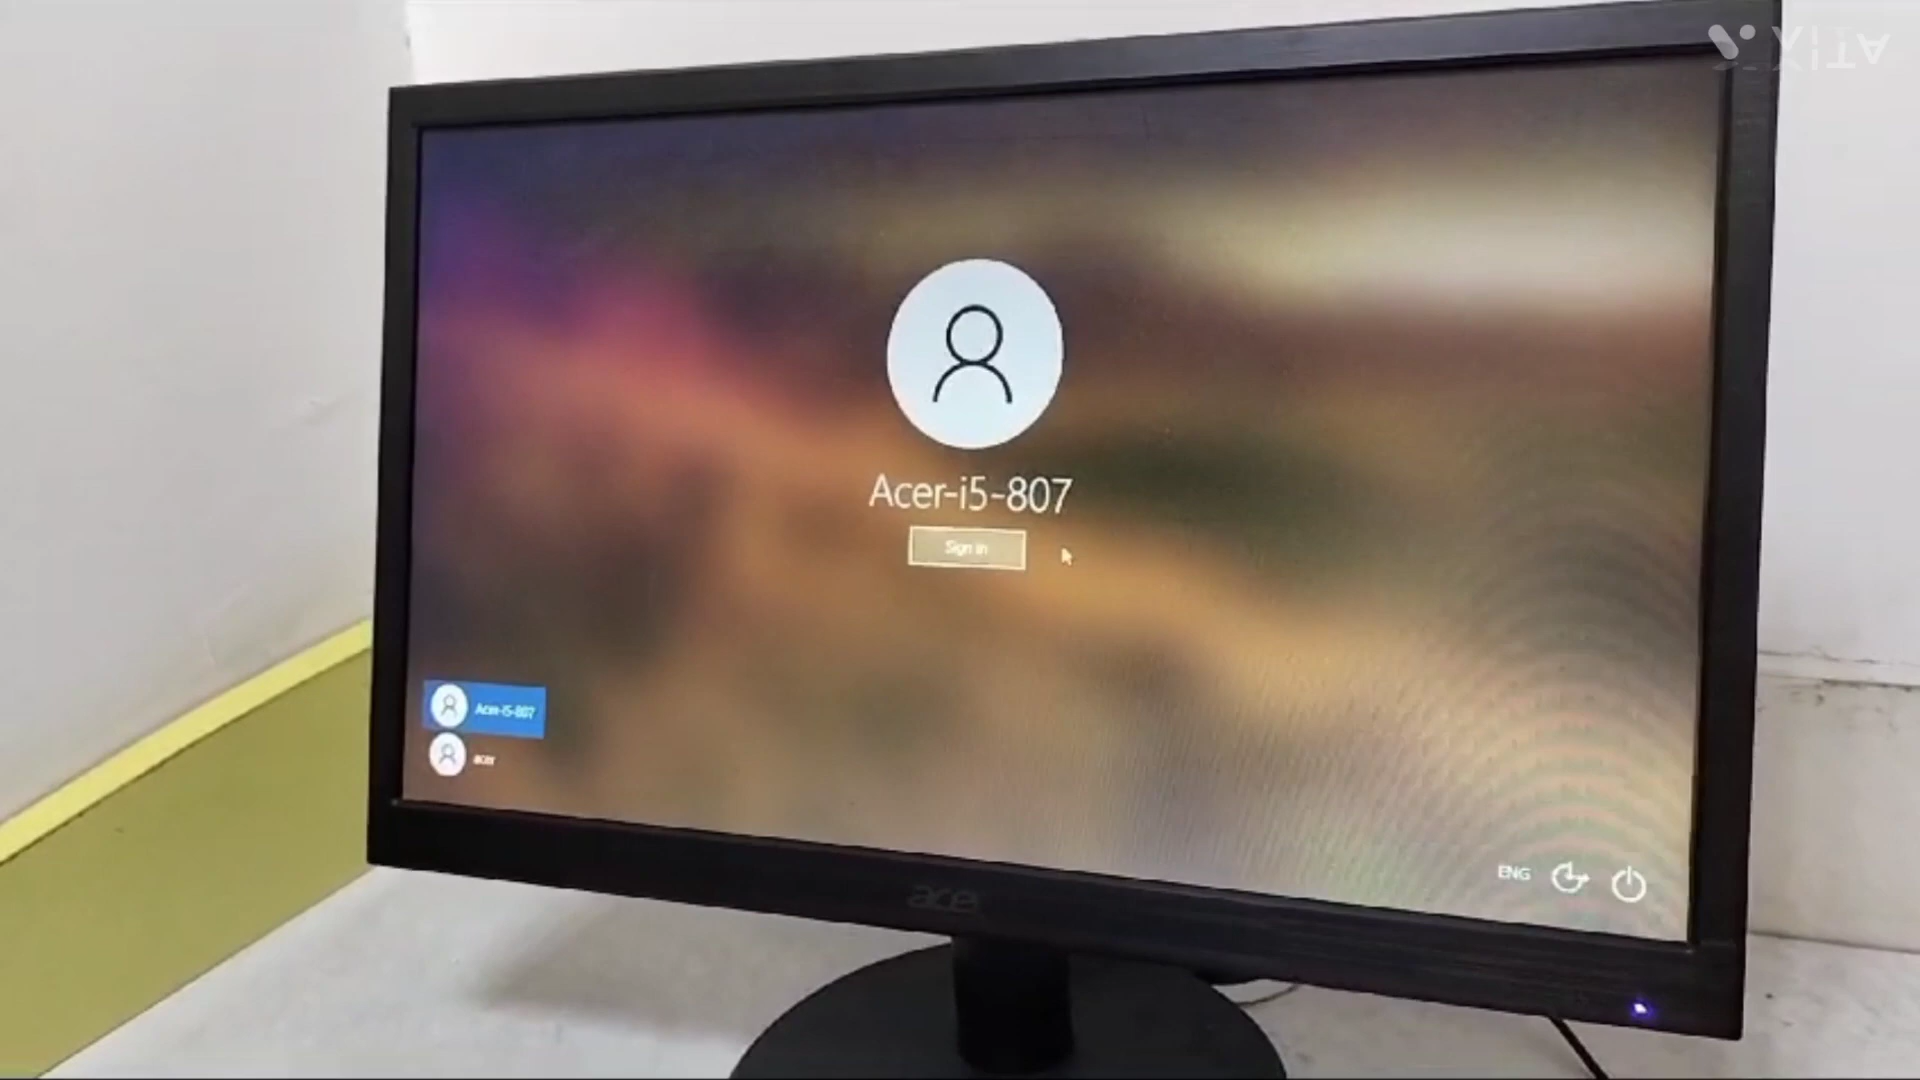 Acer-i5-807
Sign in
Acer-i5-807
acer
ENG
acer